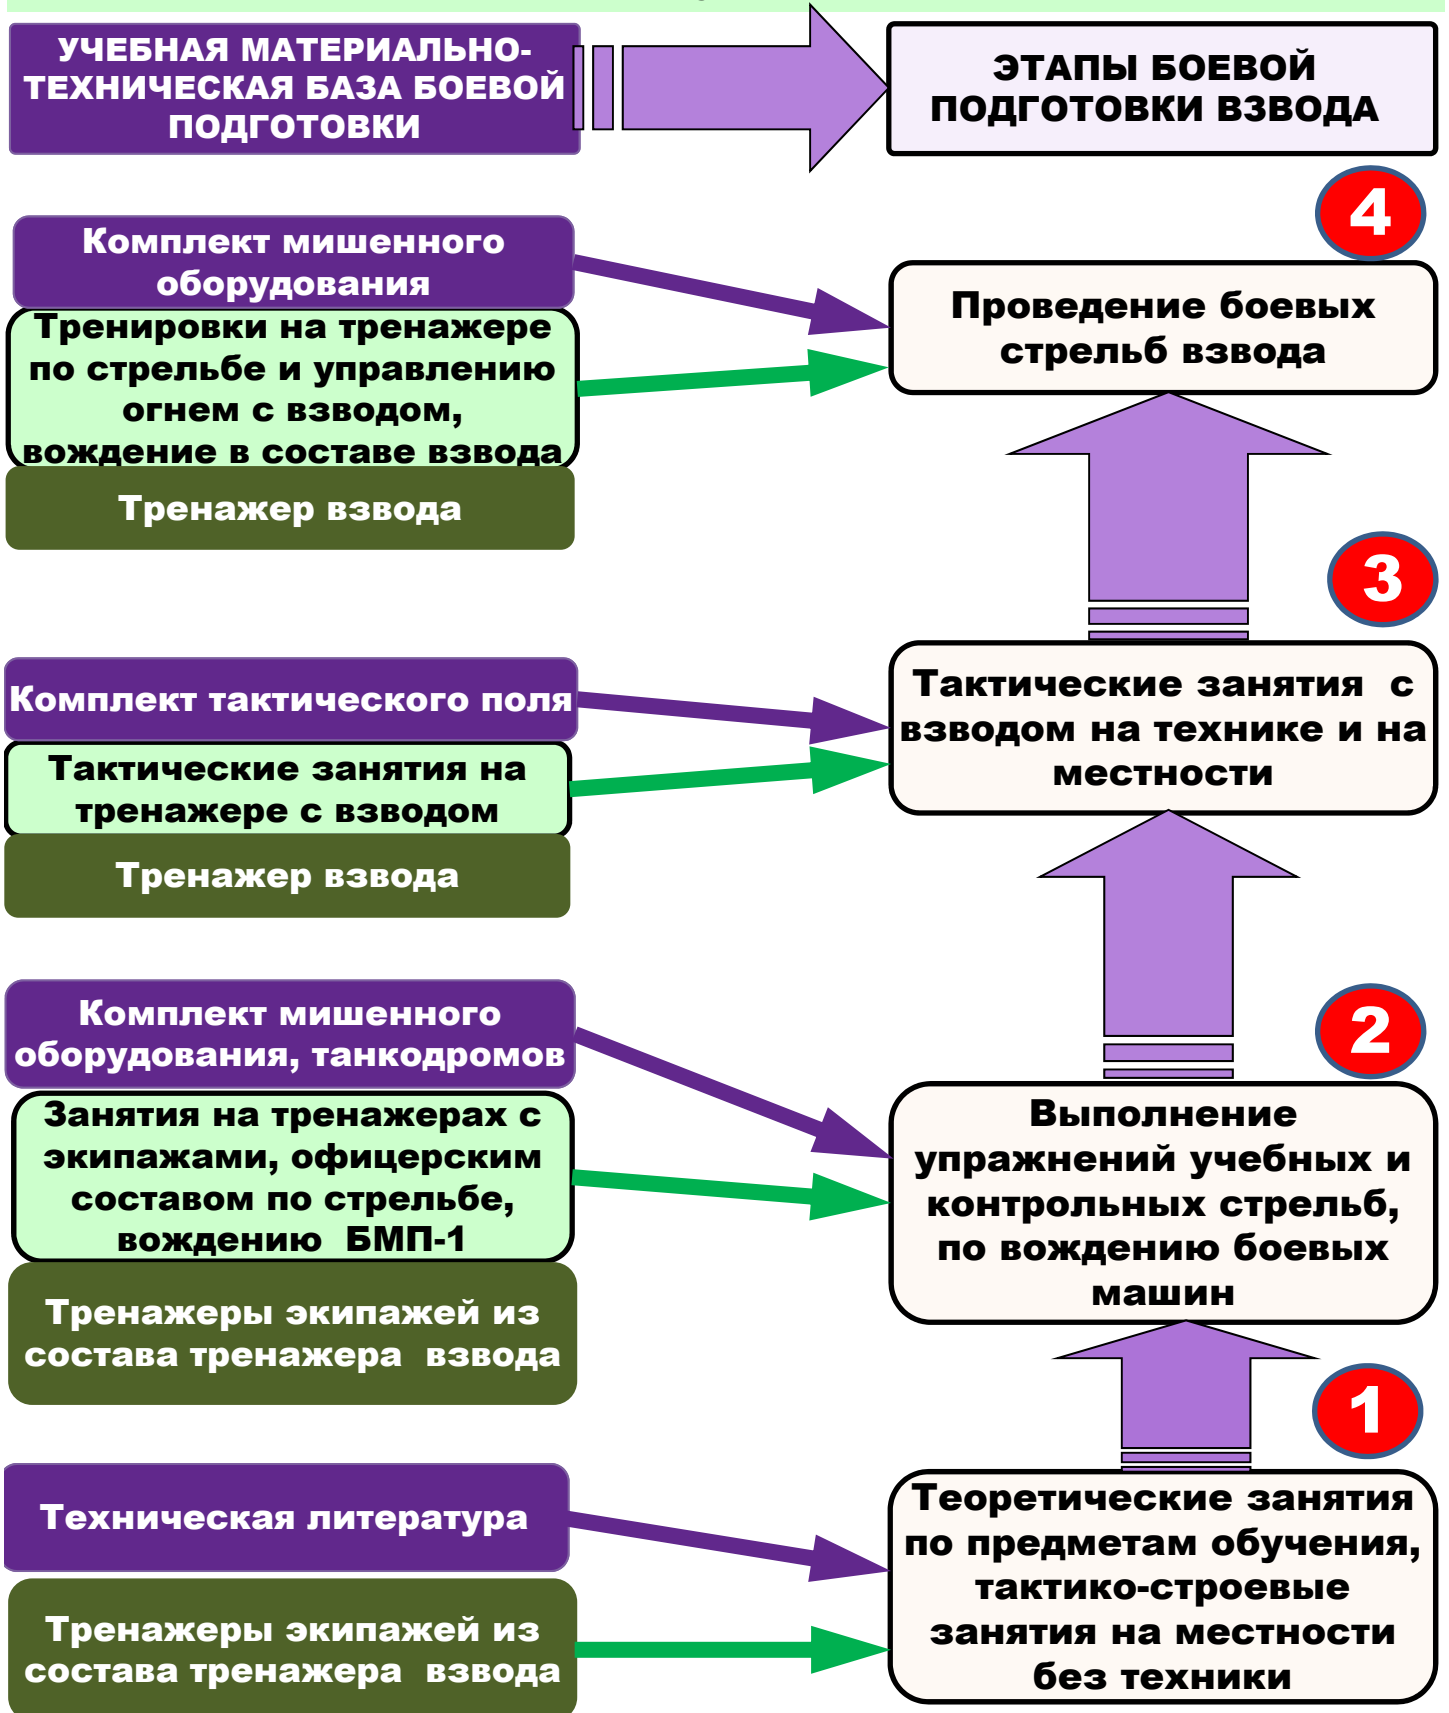 УЧЕБНАЯ МАТЕРИАЛЬНО-
ТЕХНИЧЕСКАЯ БАЗА БОЕВОЙ
ПОДГОТОВКИ
ЭТАПЫ БОЕВОЙ
ПОДГОТОВКИ ВЗВОДА
4
Комплект мишенного
оборудования
Тренировки на тренажере
по стрельбе и управлению
огнем с взводом,
вождение в составе взвода
Тренажер взвода
Проведение боевых
стрельб взвода
3
Комплект тактического поля
Тактические занятия на
тренажере с взводом
Тренажер взвода
Тактические занятия  с
взводом на технике и на
местности
2
Комплект мишенного
оборудования, танкодромов
Занятия на тренажерах с
экипажами, офицерским
составом по стрельбе,
вождению  БМП-1
Тренажеры экипажей из
состава тренажера  взвода
Выполнение
упражнений учебных и
контрольных стрельб,
по вождению боевых
машин
1
Техническая литература
Тренажеры экипажей из
состава тренажера  взвода
Теоретические занятия
по предметам обучения,
тактико-строевые
занятия на местности
без техники